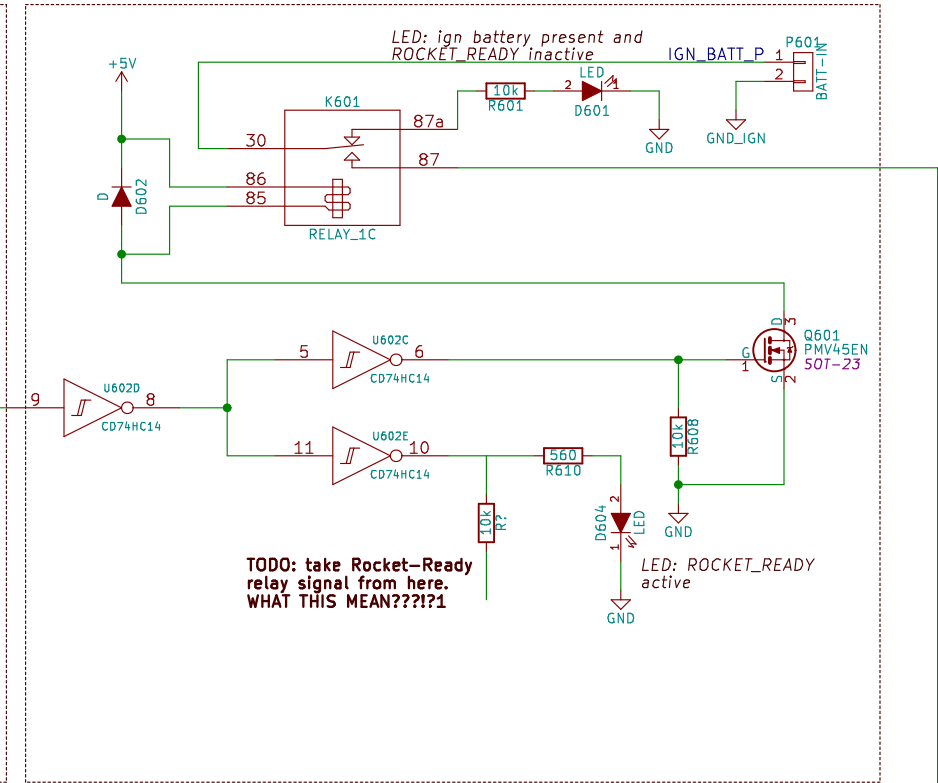 LED: ign battery present and
ROCKET_READY inactive
IGN_BATT_P
P601
1
2
BATT-IN
+5V
LED
2
1
10k
R601
D601
K601
87a
GND
GND_IGN
30
87
86
85
D
D602
RELAY_1C
D
3
Q601
PMV45EN
SOT-23
G
1
S
2
U602C
5
6
CD74HC14
U602D
9
8
CD74HC14
10k
R608
U602E
11
10
CD74HC14
560
R610
2
D604
LED
1
10k
R?
GND
TODO: take Rocket-Ready
relay signal from here.
WHAT THIS MEAN???!?1
LED: ROCKET_READY
active
GND